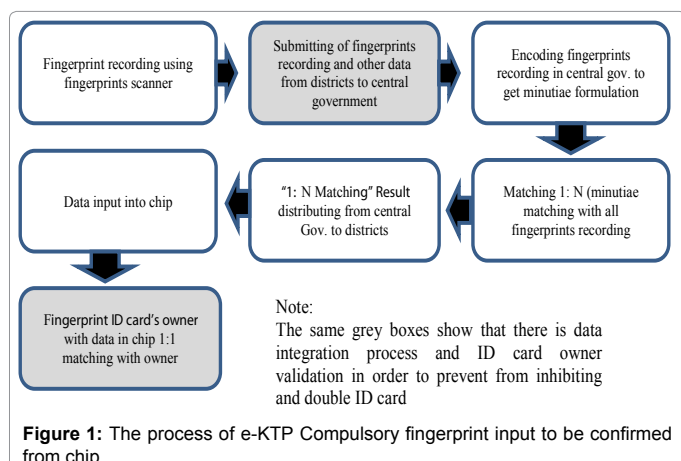 Fingerprint recording using
fingerprints scanner
Submitting of fingerprints
recording and other data
from districts to central
government
Encoding fingerprints
recording in central gov. to
get minutiae formulation
Data input into chip
"1: N Matching" Result
distributing from central
Gov. to districts
Matching 1: N (minutiae
matching with all
fingerprints recording
Fingerprint ID card's owner
with data in chip 1:1
matching with owner
Note:
The same grey boxes show that there is data
integration process and ID card owner
validation in order to prevent from inhibiting
and double ID card
Figure 1: The process of e-KTP Compulsory fingerprint input to be confirmed
from chip